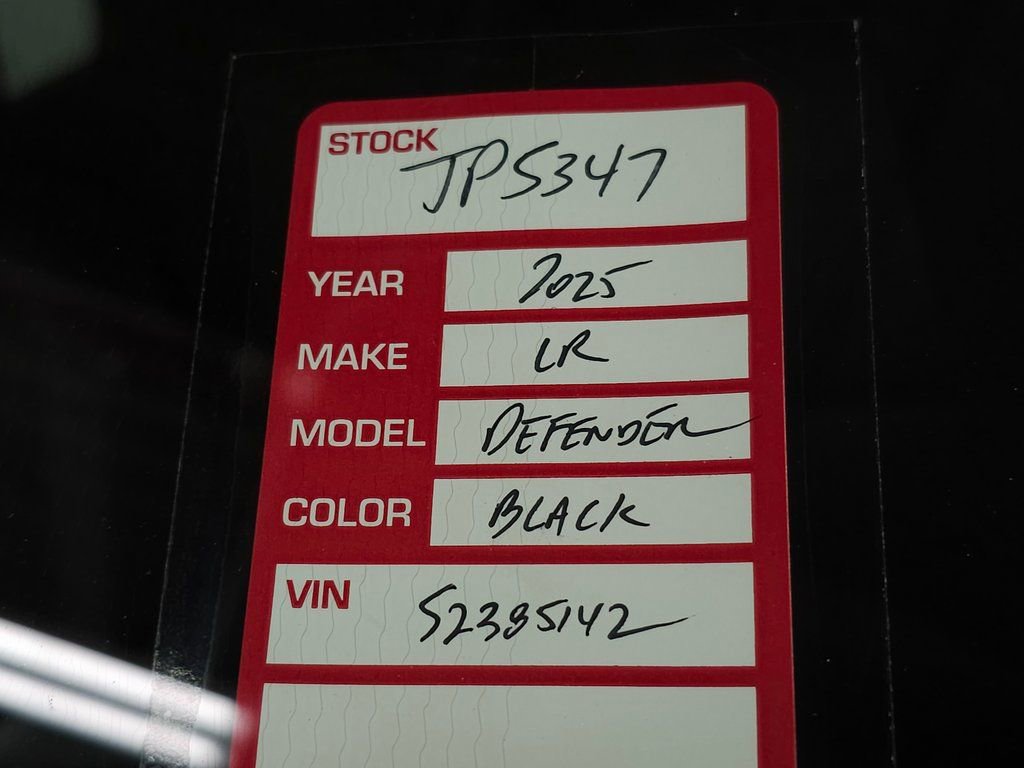 STOCK JPS347
YEAR 2025
MAKE LR
MODEL DEFENDER
COLOR BLACK
VIN S2385142